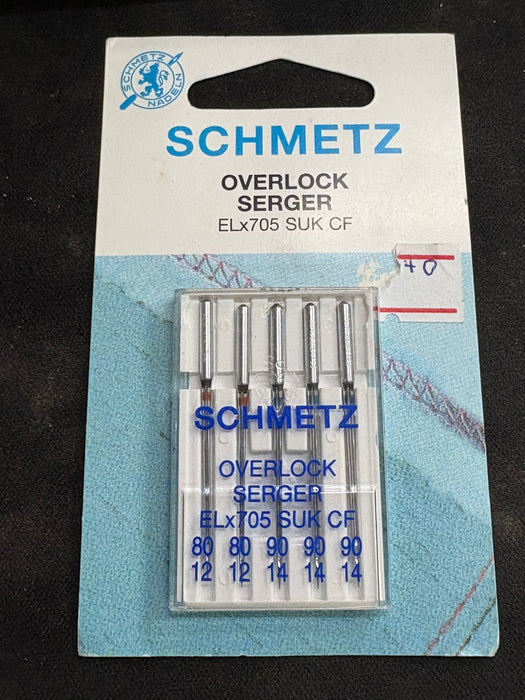 SCHMETZ
NADELN
SCHMETZ
OVERLOCK
SERGER
ELx705 SUK CF
70
SCHMETZ
OVERLOCK
SERGER
ELx705 SUK CF
80 80 90 90 90
12 12 14 14 14